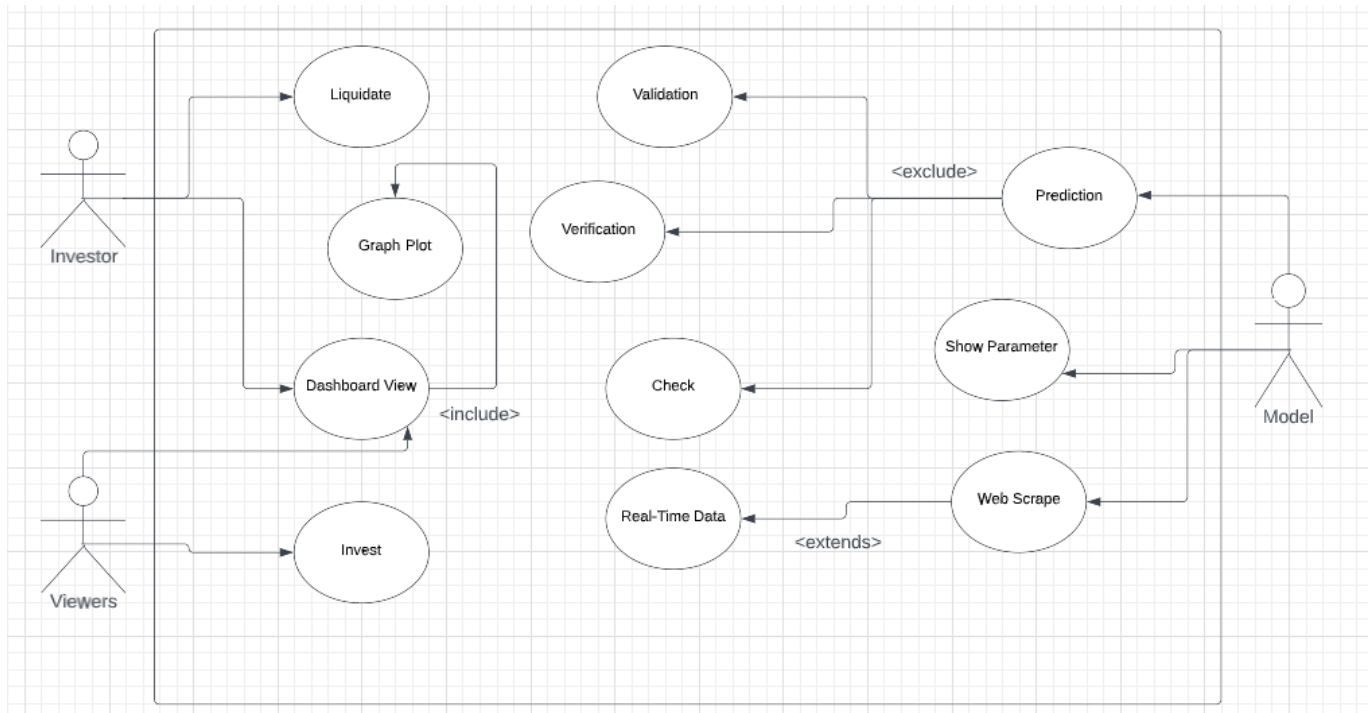 Liquidate
Validation
<exclude>
Prediction
Verification
Graph Plot
Investor
Show Parameter
Dashboard View
Check
<include>
Model
Web Scrape
Real-Time Data
<extends>
Invest
Viewers